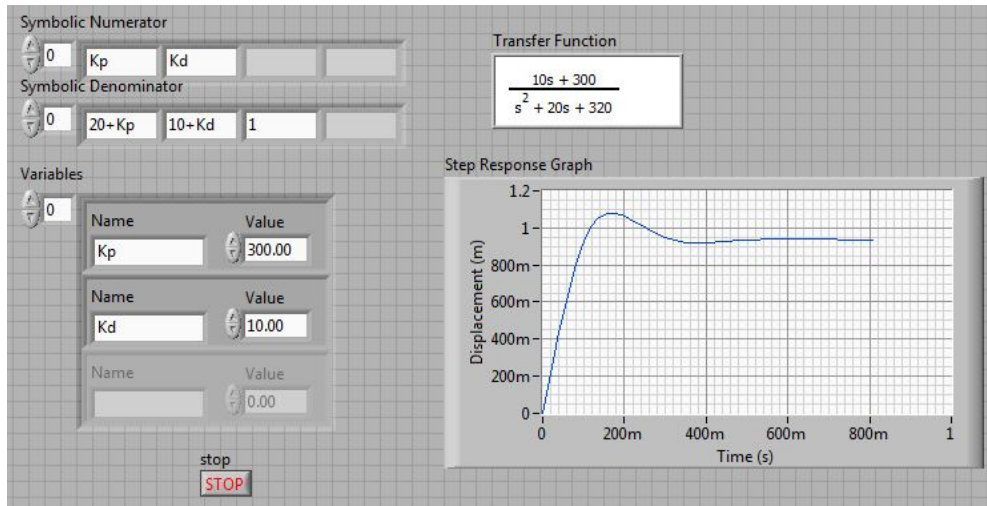 Symbolic Numerator
0 Kp Kd
Symbolic Denominator
0 20+Kp 10+Kd 1
Variables
0
Name Value
Kp 300.00
Name Value
Kd 10.00
Name Value
0.00
stop
STOP
Transfer Function
10s + 300
s² + 20s + 320
Step Response Graph
Displacement (m)
1.2
1
800m
600m
400m
200m
0
0 200m 400m 600m 800m 1
Time (s)